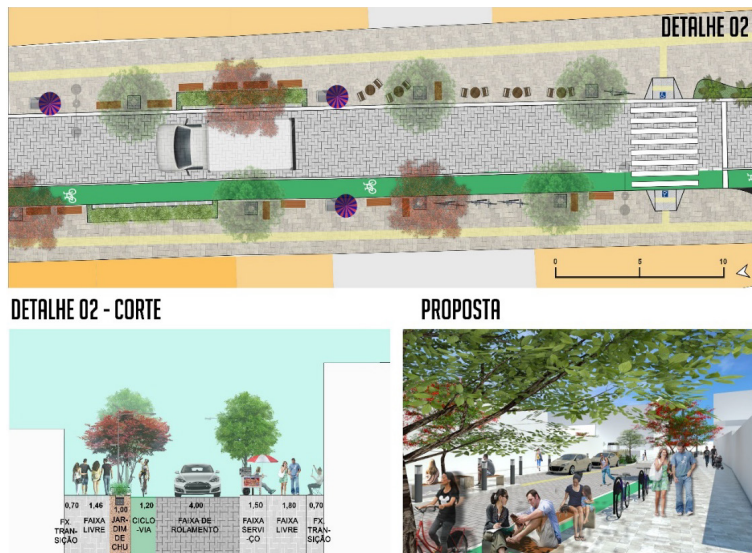 DETALHE 02
0
5
10
DETALHE 02 - CORTE
PROPOSTA
0,70
1,46
1,00
1,20
4,00
1,50
1,80
0,70
FX.
TRAN-
SIÇÃO
FAIXA
LIVRE
JAR-
DIM
DE
CHU
CICLO-
VIA
FAIXA DE
ROLAMENTO
FAIXA
SERVI-
ÇO
FAIXA
LIVRE
FX.
TRAN-
SIÇÃO